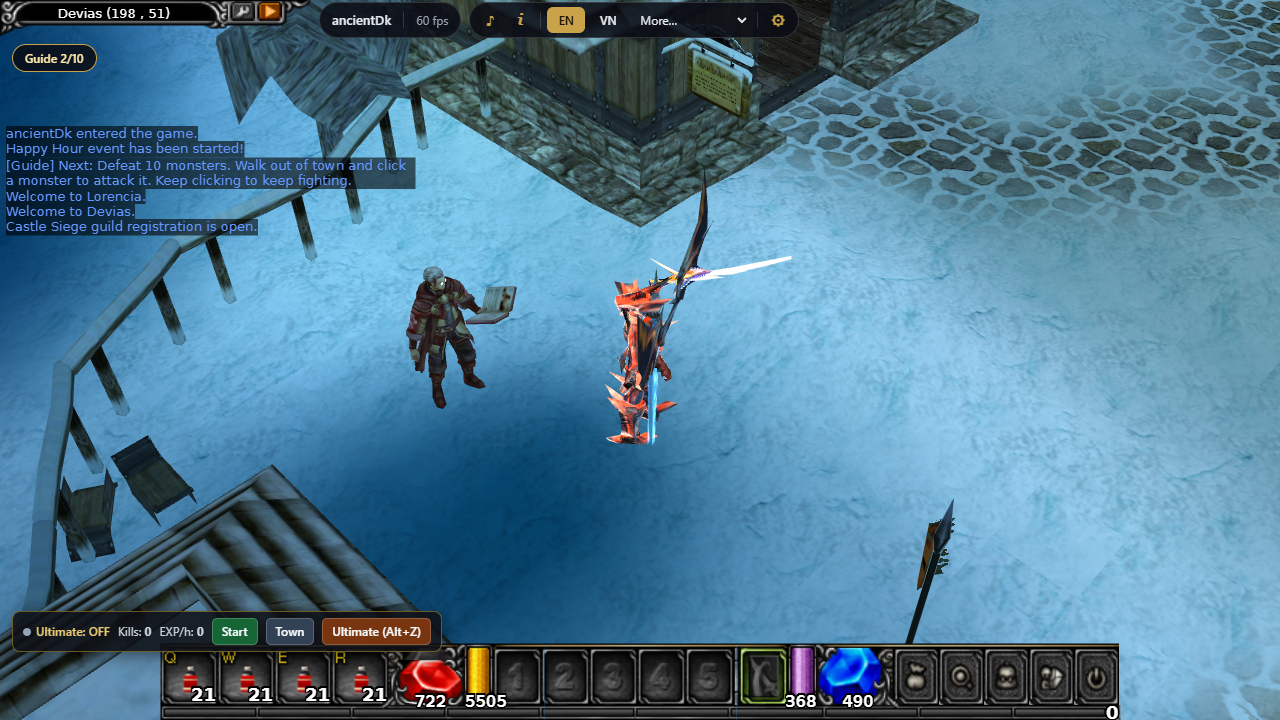 Devias (198 , 51)
ancientDk
60 fps
EN
VN
More...
Guide 2/10
ancientDk entered the game.
Happy Hour event has been started!
[Guide] Next: Defeat 10 monsters. Walk out of town and click
a monster to attack it. Keep clicking to keep fighting.
Welcome to Lorencia.
Welcome to Devias.
Castle Siege guild registration is open.
Ultimate: OFF
Kills: 0
EXP/h: 0
Start
Town
Ultimate (Alt+Z)
Q
W
E
R
21
21
21
21
722
5505
1
2
3
4
5
368
490
0